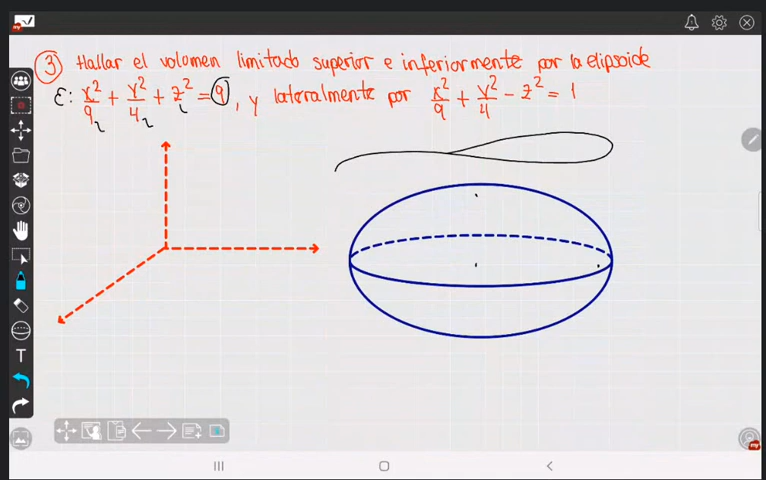 ③ Hallar el volumen limitado superior e inferiormente por la elipsoide
ε: x²/9 + y²/4 + z² = 9, y lateralmente por x²/9 + y²/4 - z² = 1
T